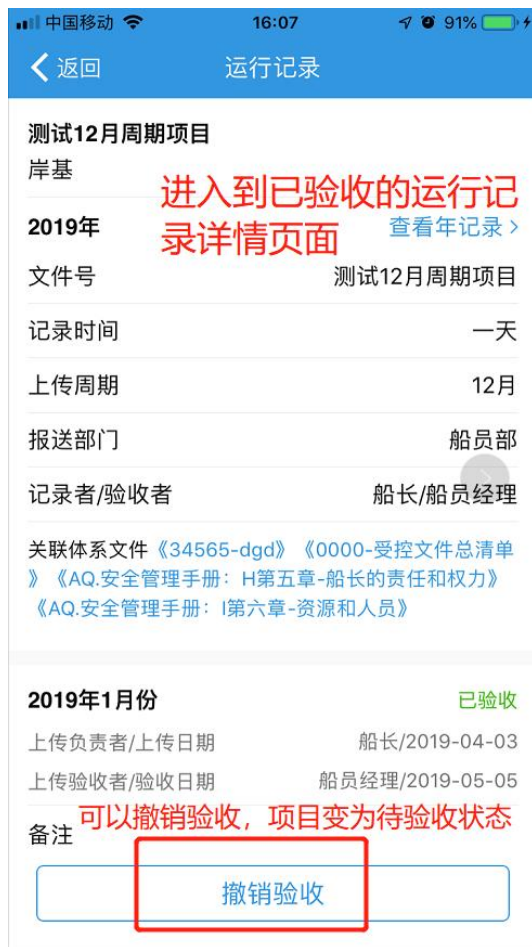 中国移动 16:07 91%
返回 运行记录
测试12月周期项目
岸基
进入到已验收的运行记
录详情页面
2019年 查看年记录
文件号 测试12月周期项目
记录时间 一天
上传周期 12月
报送部门 船员部
记录者/验收者 船长/船员经理
关联体系文件《34565-dgd》《0000-受控文件总清单
》《AQ.安全管理手册：H第五章-船长的责任和权力》
《AQ.安全管理手册：I第六章-资源和人员》
2019年1月份 已验收
上传负责者/上传日期 船长/2019-04-03
上传验收者/验收日期 船员经理/2019-05-05
可以撤销验收，项目变为待验收状态
备注
撤销验收